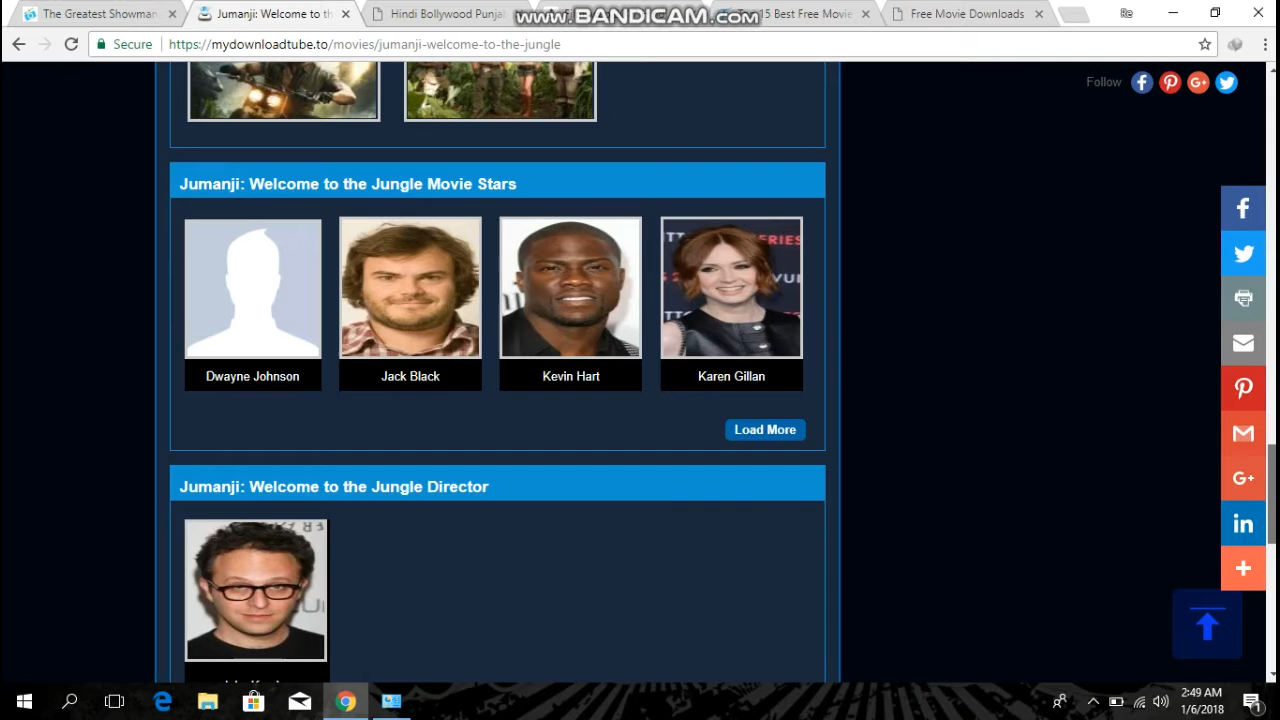 The Greatest Showman
Jumanji: Welcome to th
Hindi Bollywood Punjab
15 Best Free Movie
Free Movie Downloads
Re
www.BANDICAM.com
Secure
https://mydownloadtube.to/movies/jumanji-welcome-to-the-jungle
Follow
Jumanji: Welcome to the Jungle Movie Stars
Dwayne Johnson
Jack Black
Kevin Hart
Karen Gillan
Load More
Jumanji: Welcome to the Jungle Director
2:49 AM
1/6/2018